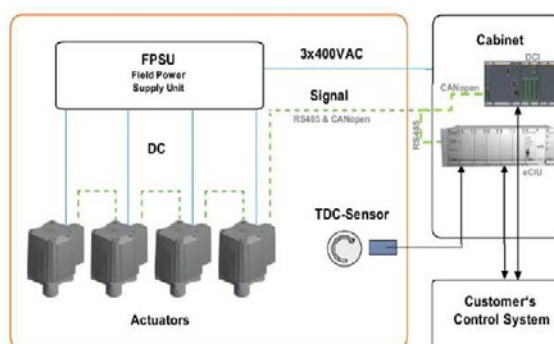 FPSU
Field Power
Supply Unit
3x400VAC
Cabinet
DCI
CANopen
Signal
RS485 & CANopen
RS485
DC
eCIU
TDC-Sensor
Actuators
Customer's
Control System